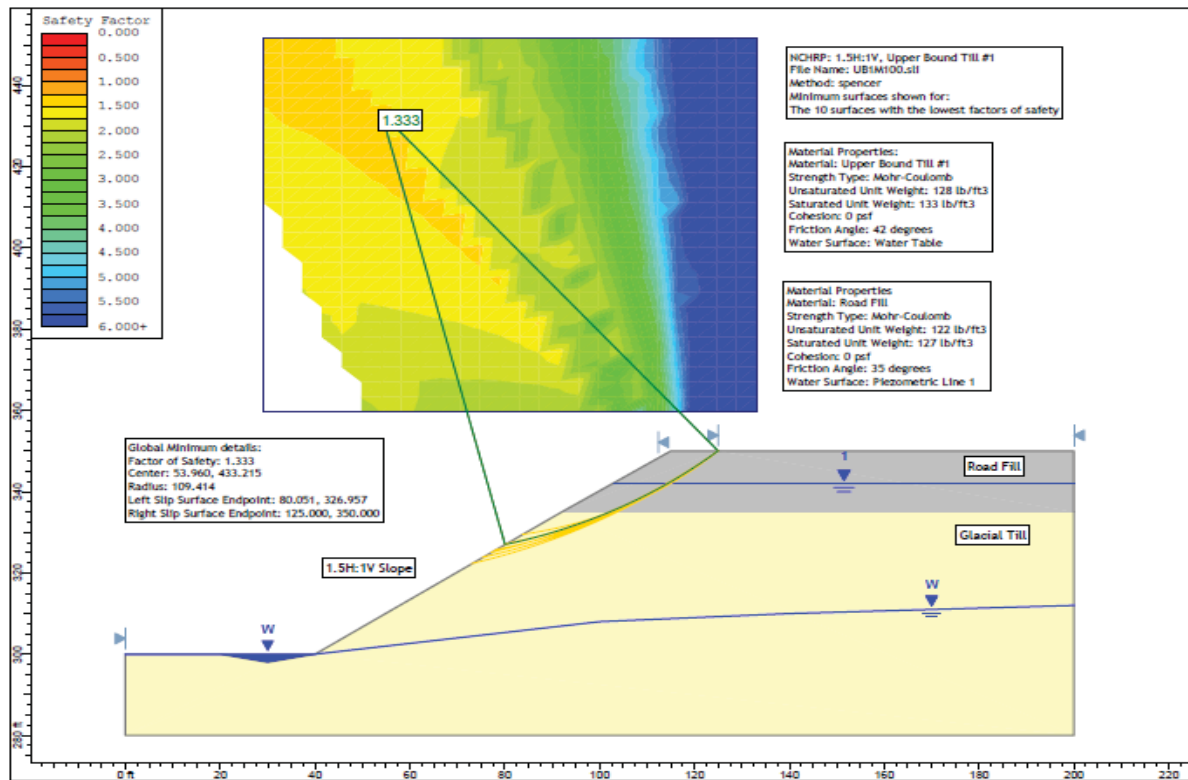 Safety Factor
0.000
0.500
1.000
1.500
2.000
2.500
3.000
3.500
4.000
4.500
5.000
5.500
6.000+
NCHRP: 1.5H:1V, Upper Bound Till #1
File Name: UB1M100.sli
Method: spencer
Minimum surfaces shown for:
The 10 surfaces with the lowest factors of safety
1.333
Material Properties:
Material: Upper Bound Till #1
Strength Type: Mohr-Coulomb
Unsaturated Unit Weight: 128 lb/ft3
Saturated Unit Weight: 133 lb/ft3
Cohesion: 0 psf
Friction Angle: 42 degrees
Water Surface: Water Table
Material Properties
Material: Road Fill
Strength Type: Mohr-Coulomb
Unsaturated Unit Weight: 122 lb/ft3
Saturated Unit Weight: 127 lb/ft3
Cohesion: 0 psf
Friction Angle: 35 degrees
Water Surface: Piezometric Line 1
Global Minimum details:
Factor of Safety: 1.333
Center: 53.960, 433.215
Radius: 109.414
Left Slip Surface Endpoint: 80.051, 326.957
Right Slip Surface Endpoint: 125.000, 350.000
1
Road Fill
Glacial Till
1.5H:1V Slope
W
W
440
420
400
380
360
340
320
300
280 ft
0 ft
20
40
60
80
100
120
140
160
180
200
220